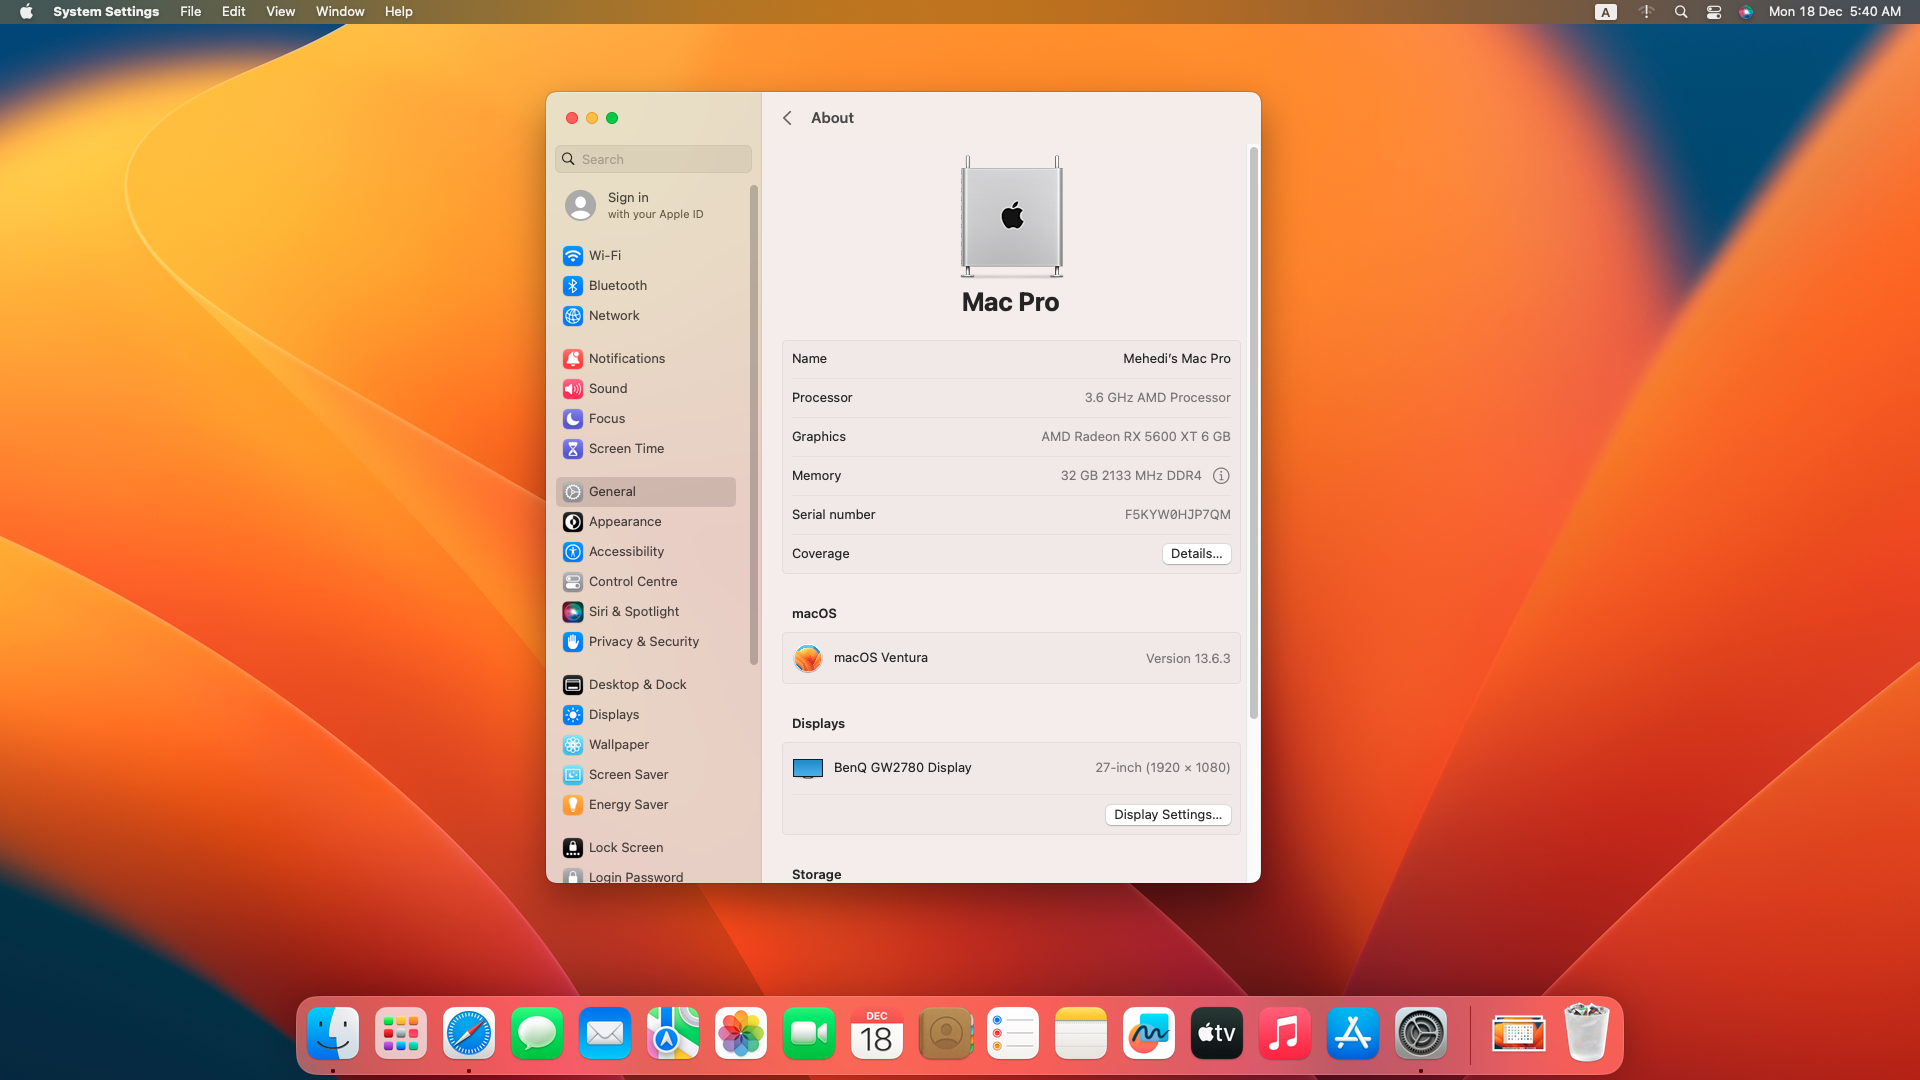 System Settings File Edit View Window Help
A Mon 18 Dec 5:40 AM
About
Search
Sign in
with your Apple ID
Wi-Fi
Bluetooth
Network
Notifications
Sound
Focus
Screen Time
General
Appearance
Accessibility
Control Centre
Siri & Spotlight
Privacy & Security
Desktop & Dock
Displays
Wallpaper
Screen Saver
Energy Saver
Lock Screen
Login Password
Mac Pro
Name Mehedi's Mac Pro
Processor 3.6 GHz AMD Processor
Graphics AMD Radeon RX 5600 XT 6 GB
Memory 32 GB 2133 MHz DDR4
Serial number F5KYW0HJP7QM
Coverage Details...
macOS
macOS Ventura Version 13.6.3
Displays
BenQ GW2780 Display 27-inch (1920 × 1080)
Display Settings...
Storage
DEC
18
tv